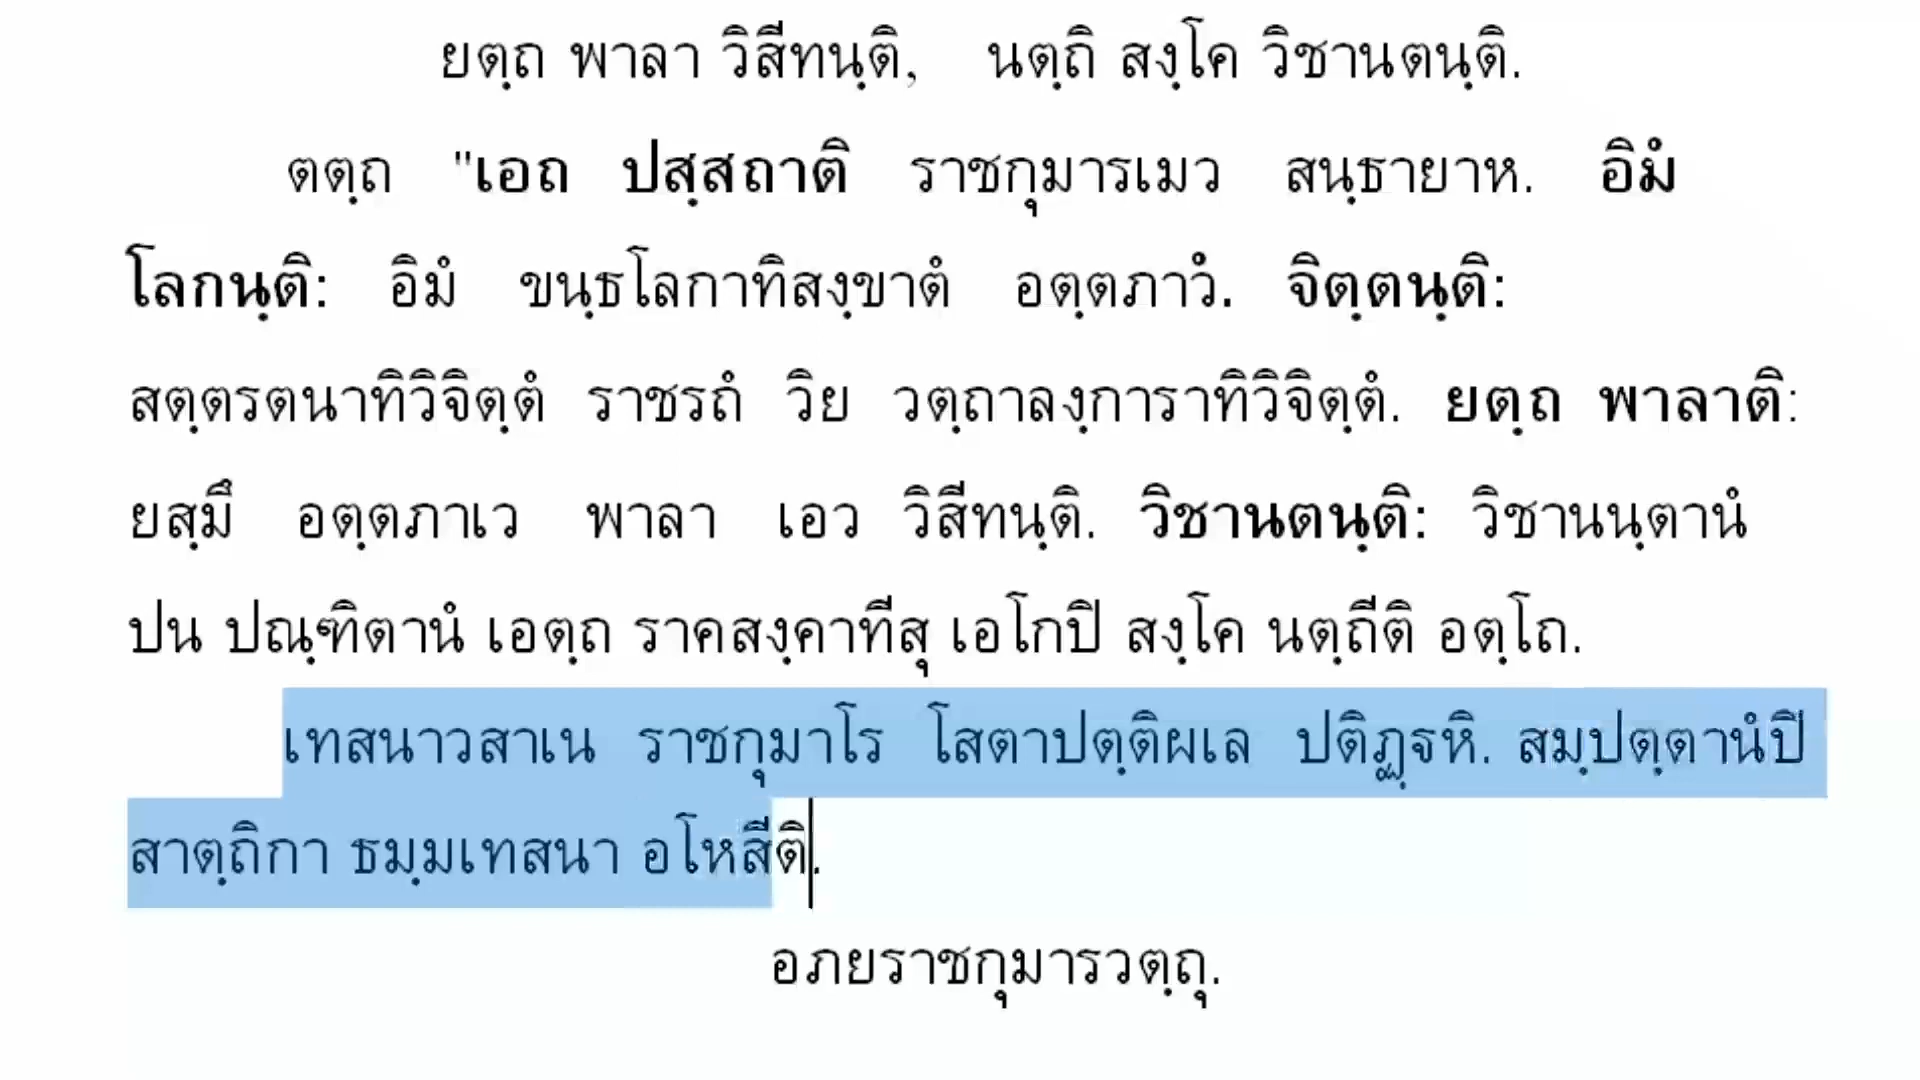 ยตฺถ พาลา วิสีทนฺติ, นตฺถิ สงฺโค วิชานตนฺติ.
ตตฺถ "เอถ ปสฺสถาติ ราชกุมารเมว สนฺธายาห. อิมํ
โลกนฺติ: อิมํ ขนฺธโลกาทิสงฺขาตํ อตฺตภาวํ. จิตฺตนฺติ:
สตฺตรตนาทิวิจิตฺตํ ราชรถํ วิย วตฺถาลงฺการาทิวิจิตฺตํ. ยตฺถ พาลาติ:
ยสฺมึ อตฺตภาเว พาลา เอว วิสีทนฺติ. วิชานตนฺติ: วิชานนฺตานํ
ปน ปณฺฑิตานํ เอตฺถ ราคสงฺคาทีสุ เอโกปิ สงฺโค นตฺถีติ อตฺโถ.
เทสนาวสาเน ราชกุมาโร โสตาปตฺติผเล ปติฏฺฐหิ. สมฺปตฺตานํปิ
สาตฺถิกา ธมฺมเทสนา อโหสีติ.
อภยราชกุมารวตฺถุ.